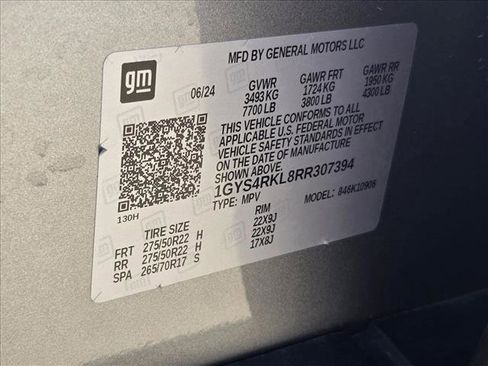 gm
MFD BY GENERAL MOTORS LLC
06/24 GVWR GAWR FRT GAWR RR
3493 KG 1724 KG 1950 KG
7700 LB 3800 LB 4300 LB
THIS VEHICLE CONFORMS TO ALL
APPLICABLE U.S. FEDERAL MOTOR
VEHICLE SAFETY STANDARDS IN EFFECT
ON THE DATE OF MANUFACTURE
SHOWN ABOVE.
1GYS4RKL8RR307394
130H
TYPE: MPV MODEL: 846K10906
TIRE SIZE RIM
FRT 275/50R22 H 22X9J
RR 275/50R22 H 22X9J
SPA 265/70R17 S 17X8J